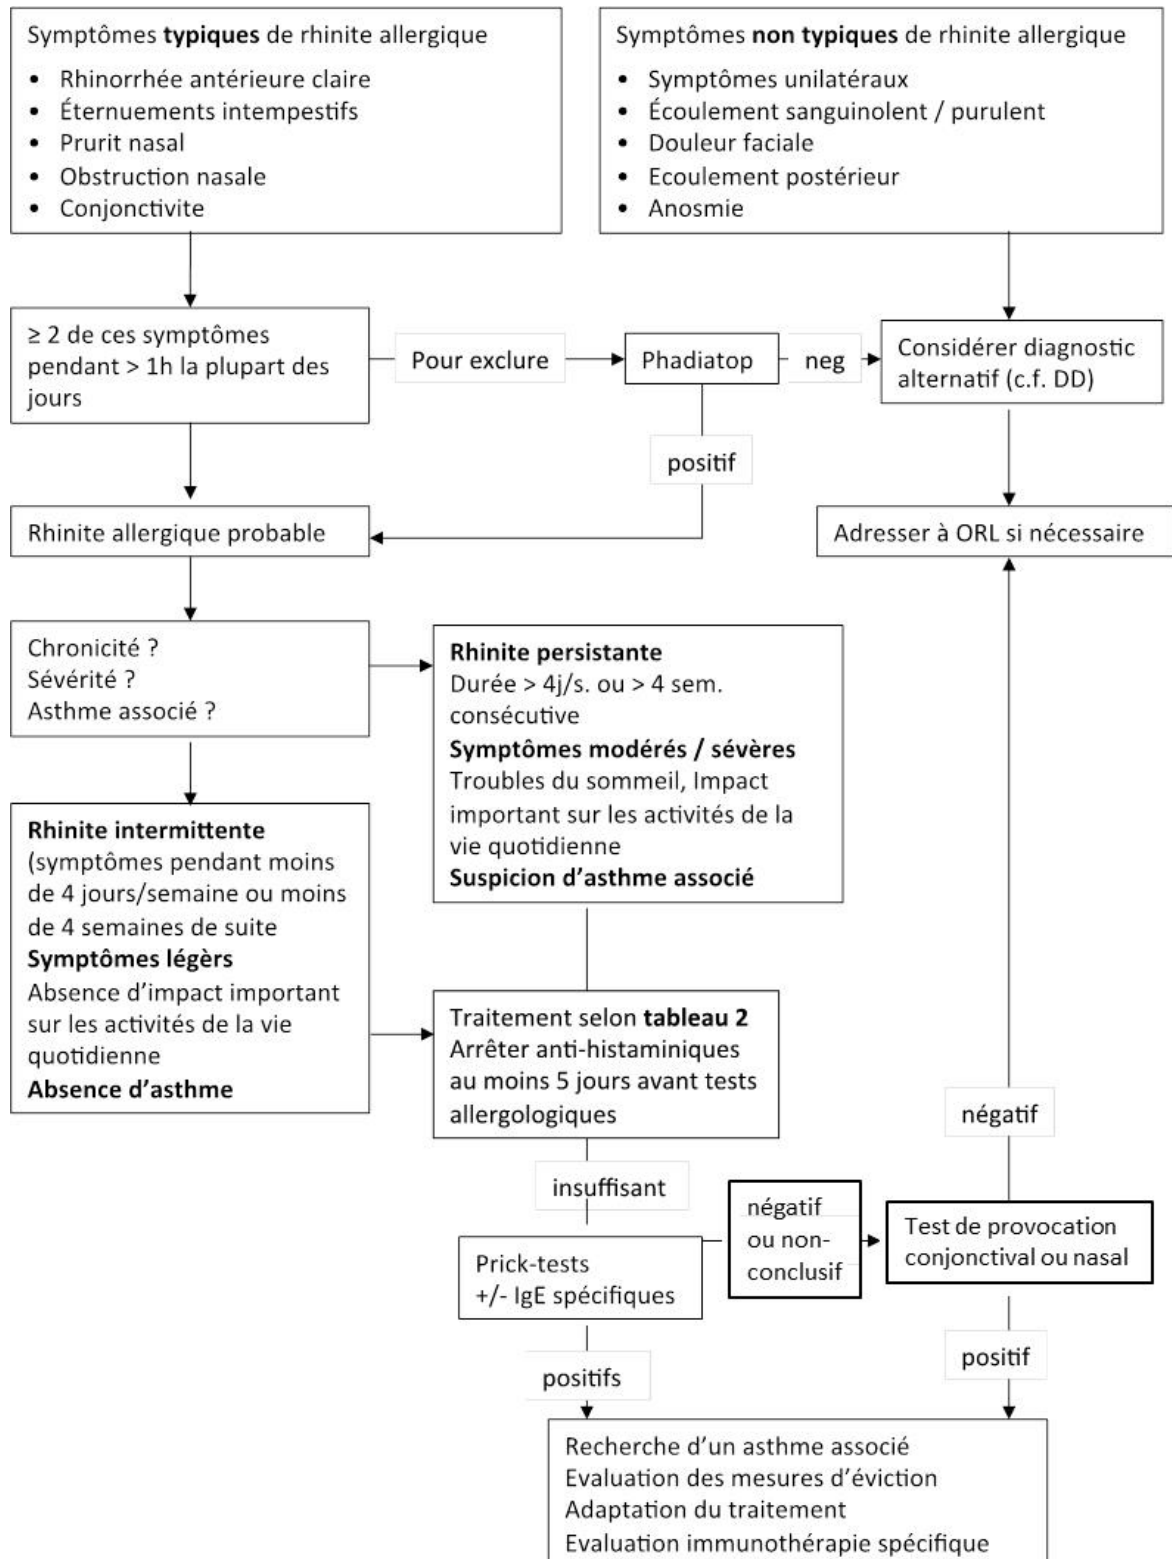 Symptômes typiques de rhinite allergique
• Rhinorrhée antérieure claire
• Éternuements intempestifs
• Prurit nasal
• Obstruction nasale
• Conjonctivite
Symptômes non typiques de rhinite allergique
• Symptômes unilatéraux
• Écoulement sanguinolent / purulent
• Douleur faciale
• Ecoulement postérieur
• Anosmie
≥ 2 de ces symptômes
pendant > 1h la plupart des
jours
Pour exclure
Phadiatop
neg
Considérer diagnostic
alternatif (c.f. DD)
positif
Rhinite allergique probable
Adresser à ORL si nécessaire
Chronicité ?
Sévérité ?
Asthme associé ?
Rhinite persistante
Durée > 4j/s. ou > 4 sem.
consécutive
Symptômes modérés / sévères
Troubles du sommeil, Impact
important sur les activités de la
vie quotidienne
Suspicion d'asthme associé
Rhinite intermittente
(symptômes pendant moins
de 4 jours/semaine ou moins
de 4 semaines de suite
Symptômes légèrs
Absence d'impact important
sur les activités de la vie
quotidienne
Absence d'asthme
Traitement selon tableau 2
Arrêter anti-histaminiques
au moins 5 jours avant tests
allergologiques
négatif
insuffisant
Prick-tests
+/- IgE spécifiques
négatif
ou non-
conclusif
Test de provocation
conjonctival ou nasal
positifs
positif
Recherche d'un asthme associé
Evaluation des mesures d'éviction
Adaptation du traitement
Evaluation immunothérapie spécifique